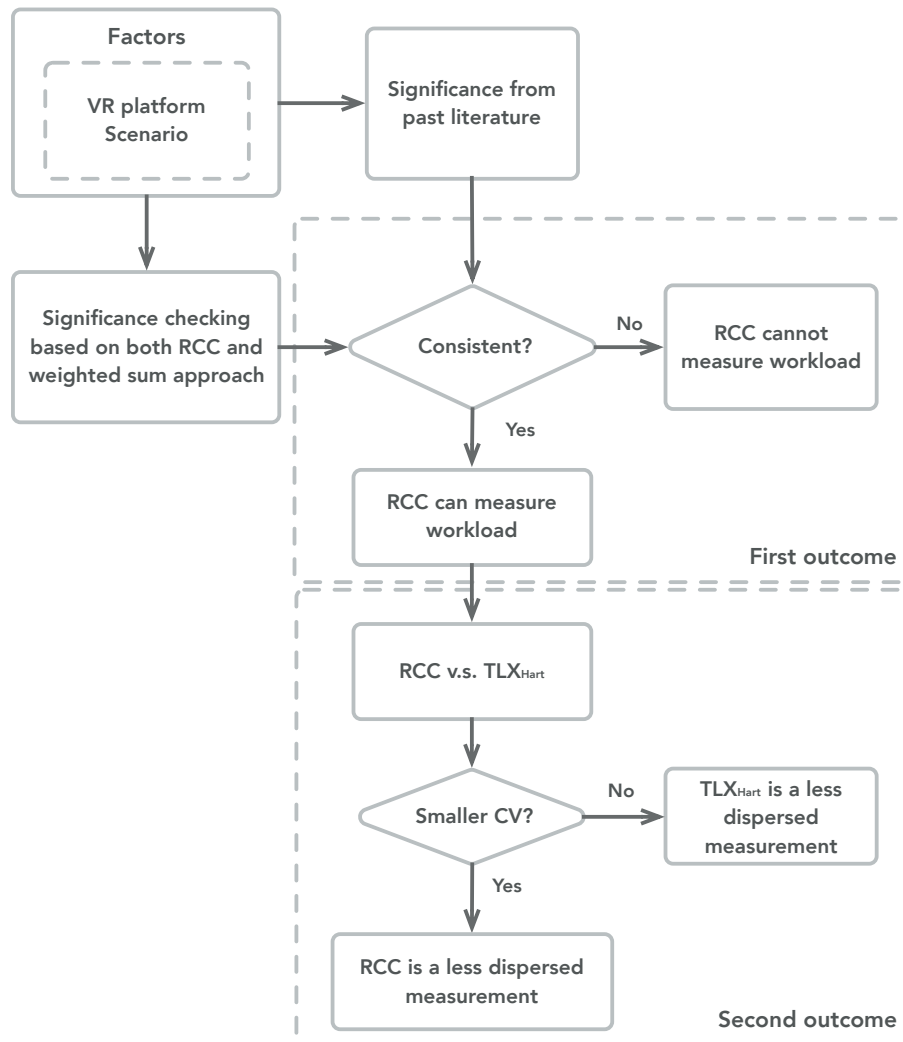 Factors
VR platform
Scenario
Significance from
past literature
Significance checking
based on both RCC and
weighted sum approach
Consistent?
No
RCC cannot
measure workload
Yes
RCC can measure
workload
First outcome
RCC v.s. TLXHart
Smaller CV?
No
TLXHart is a less
dispersed
measurement
Yes
RCC is a less dispersed
measurement
Second outcome